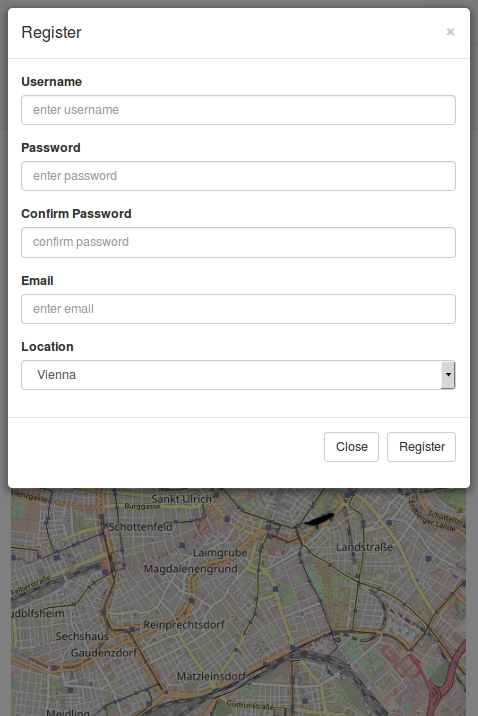 Register
×
Username
enter username
Password
enter password
Confirm Password
confirm password
Email
enter email
Location
Vienna
Close
Register
Sankt Ulrich
Burggasse
Schottenfeld
Landstraße
Laimgrube
Magdalenengrund
Reinprechtsdorf
Sechshaus
Gaudenzdorf
Matzleinsdorf
Gudrunstraße
Meidling